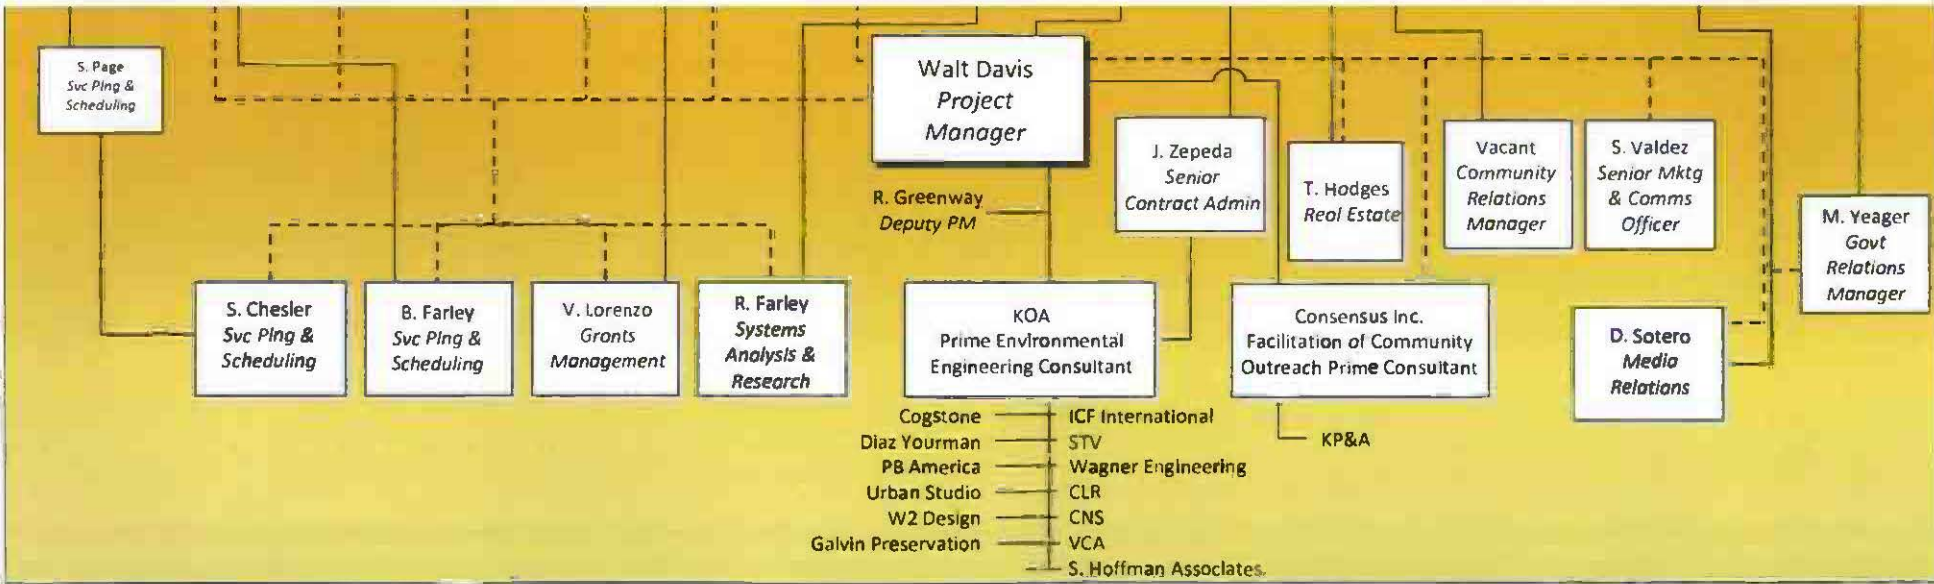 S. Page
Svc Plng &
Scheduling
Walt Davis
Project
Manager
R. Greenway
Deputy PM
J. Zepeda
Senior
Contract Admin
T. Hodges
Real Estate
Vacant
Community
Relations
Manager
S. Valdez
Senior Mktg
& Comms
Officer
M. Yeager
Govt
Relations
Manager
S. Chesler
Svc Plng &
Scheduling
B. Farley
Svc Plng &
Scheduling
V. Lorenzo
Grants
Management
R. Farley
Systems
Analysis &
Research
KOA
Prime Environmental
Engineering Consultant
Consensus Inc.
Facilitation of Community
Outreach Prime Consultant
D. Sotero
Media
Relations
Cogstone
ICF International
Diaz Yourman
STV
PB America
Wagner Engineering
Urban Studio
CLR
W2 Design
CNS
Galvin Preservation
VCA
S. Hoffman Associates.
KP&A